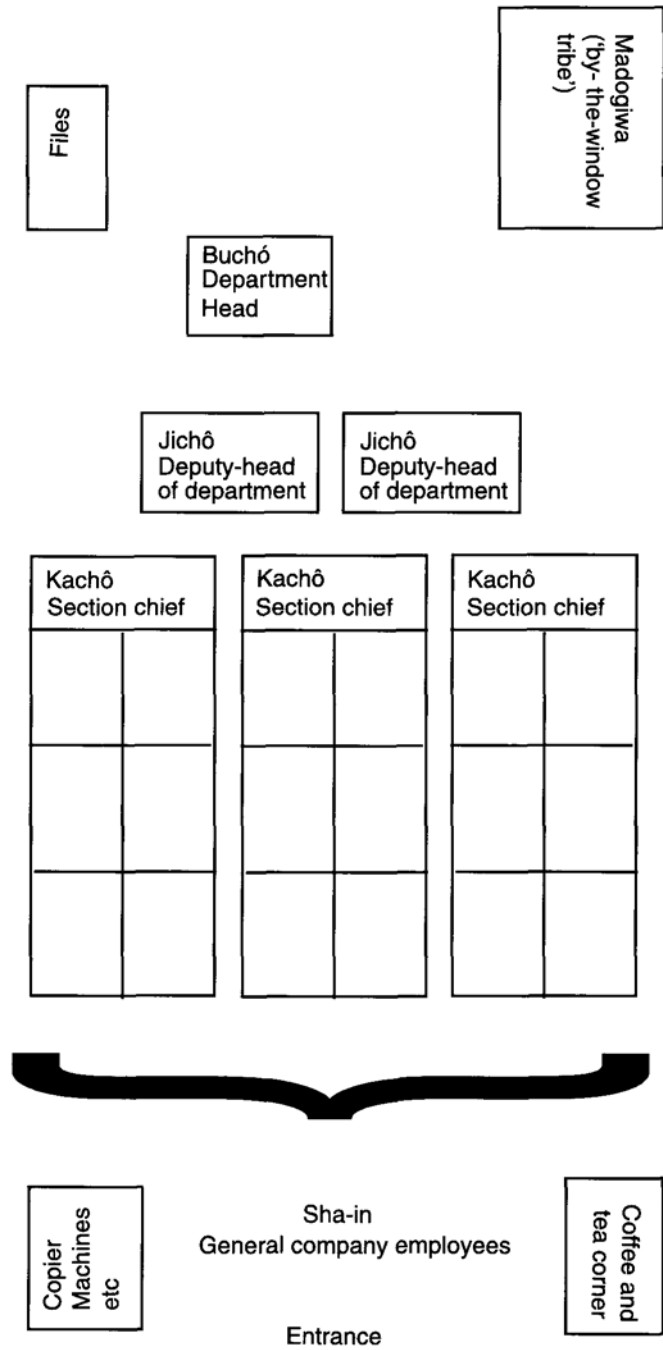 Madogiwa
('by- the-window
tribe')
Files
Buchó
Department
Head
Jichô
Deputy-head
of department
Jichô
Deputy-head
of department
Kachô
Section chief
Kachô
Section chief
Kachô
Section chief
Copier
Machines
etc
Sha-in
General company employees
Coffee and
tea corner
Entrance